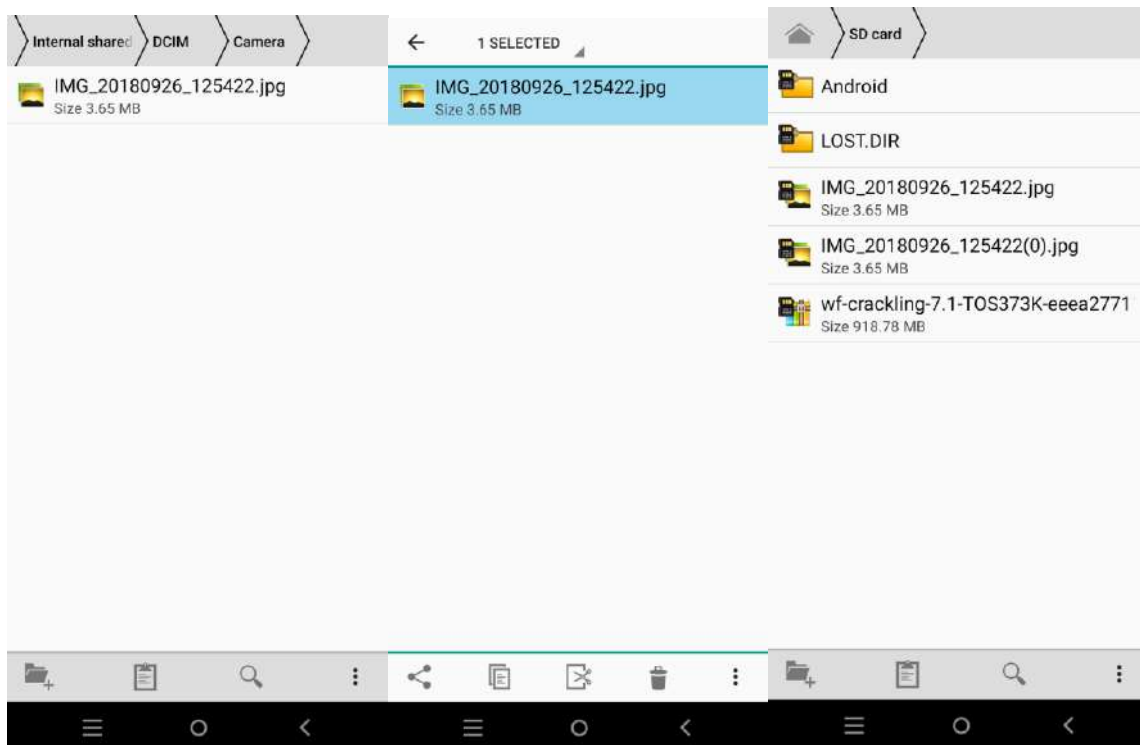 Internal shared DCIM Camera
IMG_20180926_125422.jpg
Size 3.65 MB
1 SELECTED
IMG_20180926_125422.jpg
Size 3.65 MB
SD card
Android
LOST.DIR
IMG_20180926_125422.jpg
Size 3.65 MB
IMG_20180926_125422(0).jpg
Size 3.65 MB
wf-crackling-7.1-TOS373K-eeea2771
Size 918.78 MB